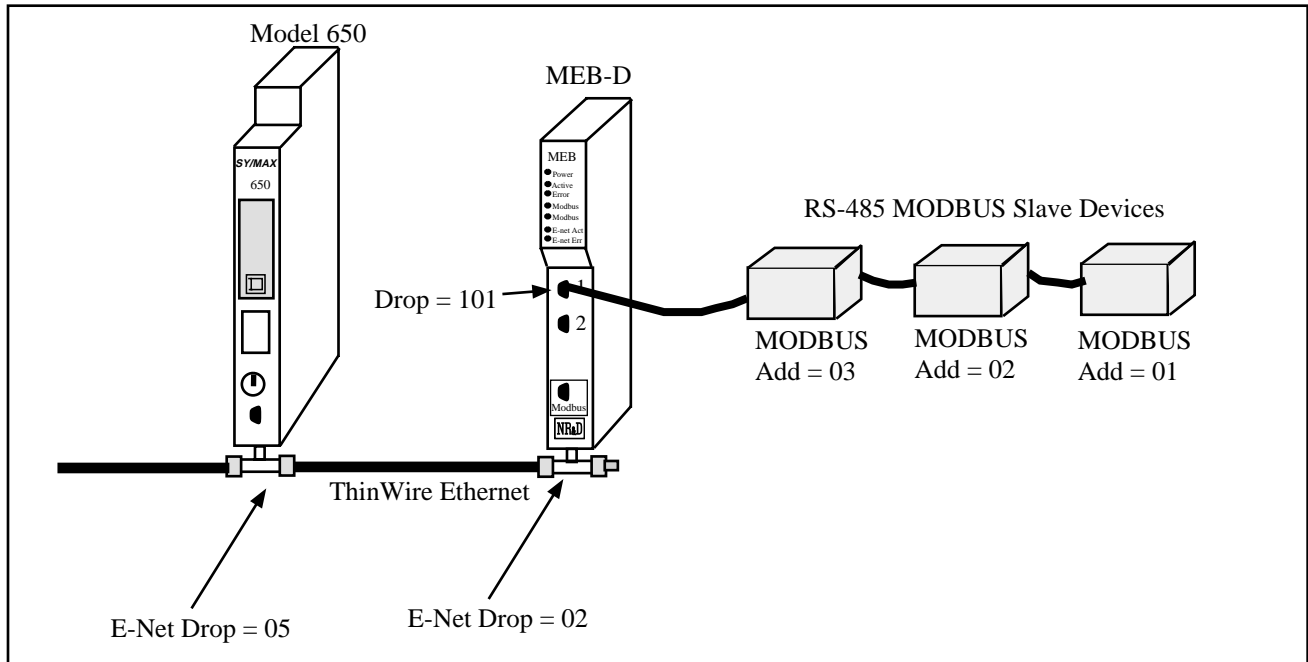 Model 650
MEB-D
SY/MAX
650
MEB
Power
Active
Error
Modbus
Modbus
E-net Act
E-net Err
RS-485 MODBUS Slave Devices
Drop = 101
1
2
MODBUS
Add = 03
MODBUS
Add = 02
MODBUS
Add = 01
Modbus
NR&D
ThinWire Ethernet
E-Net Drop = 05
E-Net Drop = 02